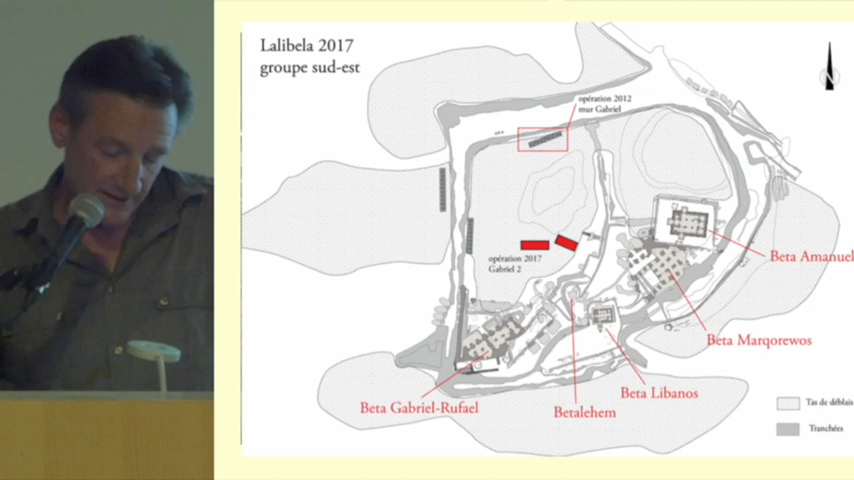 Lalibela 2017
groupe sud-est
opération 2012
mur Gabriel
N
Beta Amanuel
opération 2017
Gabriel 2
Beta Marqorewos
Beta Libanos
Beta Gabriel-Rufael
Betalehem
Tas de déblais
Tranchées